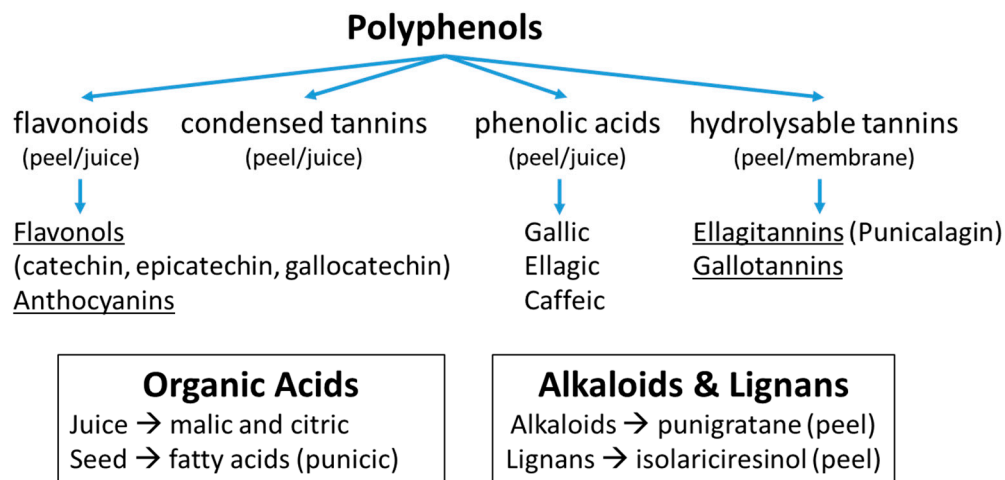 Polyphenols
flavonoids
(peel/juice)
condensed tannins
(peel/juice)
phenolic acids
(peel/juice)
hydrolysable tannins
(peel/membrane)
Flavonols
(catechin, epicatechin, gallocatechin)
Anthocyanins
Gallic
Ellagic
Caffeic
Ellagitannins (Punicalagin)
Gallotannins
Organic Acids
Juice → malic and citric
Seed → fatty acids (punicic)
Alkaloids & Lignans
Alkaloids → punigratane (peel)
Lignans → isolariciresinol (peel)